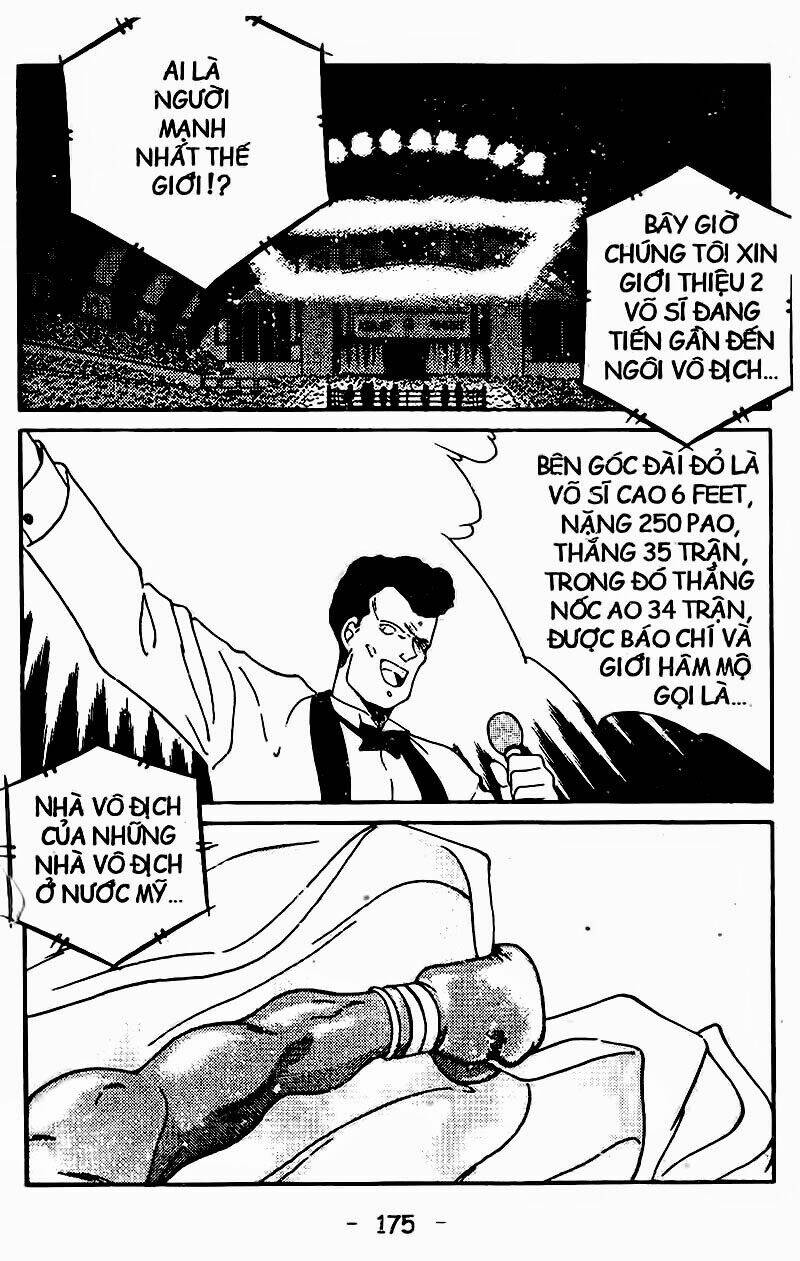 AI LÀ
NGƯỜI
MẠNH
NHẤT THẾ
GIỚI!?
BÂY GIỜ
CHÚNG TÔI XIN
GIỚI THIỆU 2
VÕ SĨ ĐANG
TIẾN GẦN ĐẾN
NGÔI VÔ ĐỊCH...
BÊN GÓC ĐÀI ĐỎ LÀ
VÕ SĨ CAO 6 FEET,
NẶNG 250 PAO,
THẮNG 35 TRẬN,
TRONG ĐÓ THẮNG
NỐC AO 34 TRẬN,
ĐƯỢC BÁO CHÍ VÀ
GIỚI HÂM MỘ
GỌI LÀ...
NHÀ VÔ ĐỊCH
CỦA NHỮNG
NHÀ VÔ ĐỊCH
Ở NƯỚC MỸ...
- 175 -